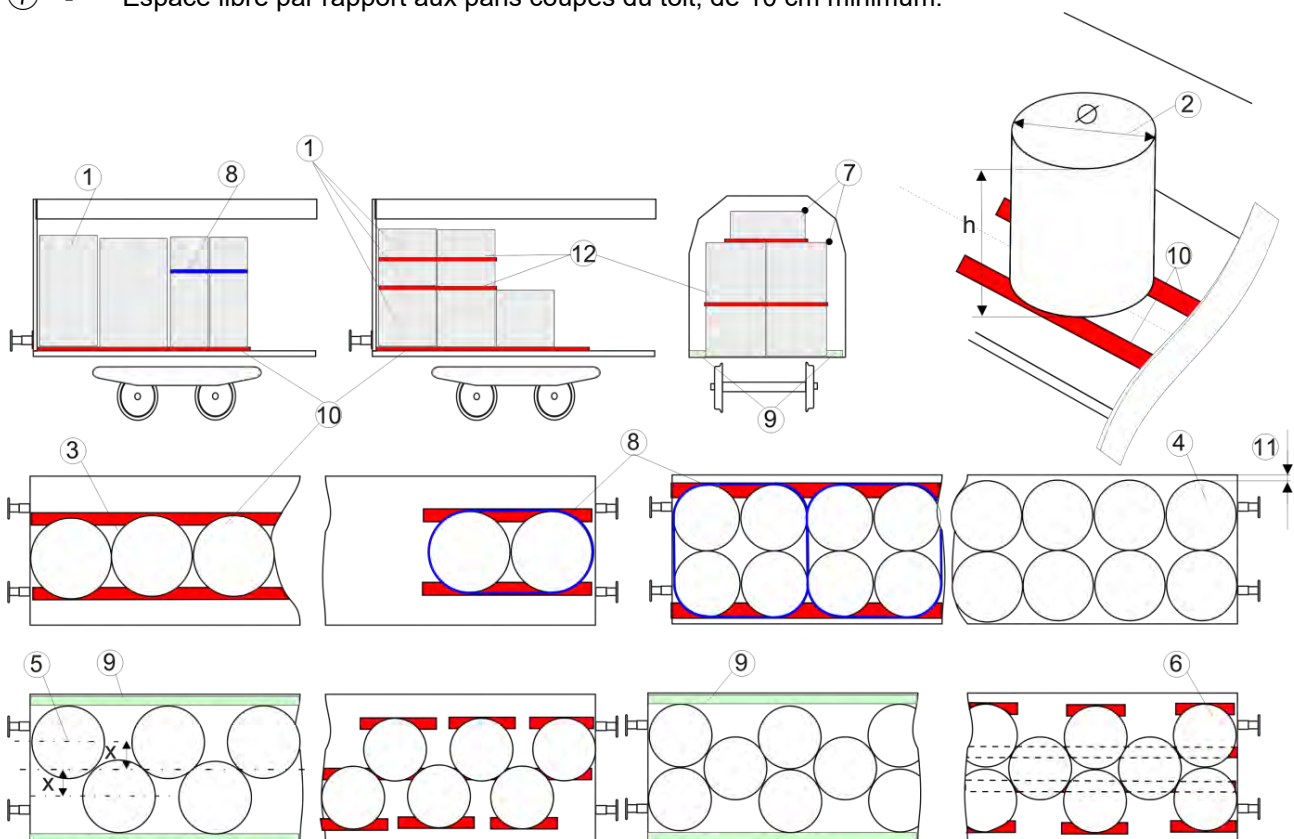 ⑦ - Espace libre par rapport aux pans coupés du toit, de 10 cm minimum.
① ⑧ ① ⑦ ② Ø
h
⑫ ⑩
⑩ ⑨
③ ⑧ ④ ⑪
⑤ ⑨ ⑨ ⑥
x
x